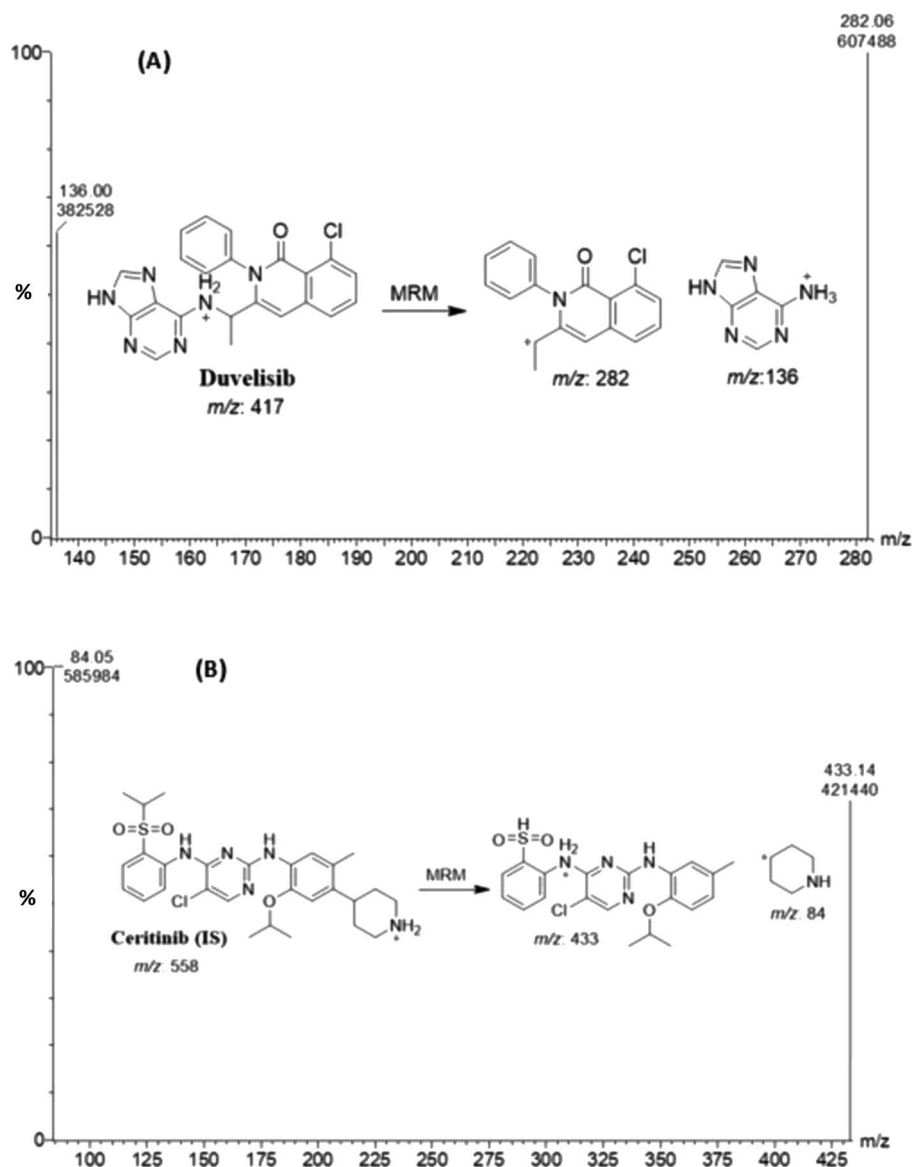 282.06
607488
100
(A)
136.00
382528
%
O
Cl
N
H2
N
HN
N
N
N
+
MRM
O
Cl
N
+
N
HN
N
N
+
NH3
Duvelisib
m/z: 417
m/z: 282
m/z:136
0
140 150 160 170 180 190 200 210 220 230 240 250 260 270 280 m/z
100
84.05
585984
(B)
433.14
421440
%
O=S=O
H
N
N
H
N
N
Cl
O
NH2
+
MRM
H
O=S=O
H2
N
+
N
H
N
N
Cl
O
+
NH
Ceritinib (IS)
m/z: 558
m/z: 433
m/z: 84
0
100 125 150 175 200 225 250 275 300 325 350 375 400 425 m/z